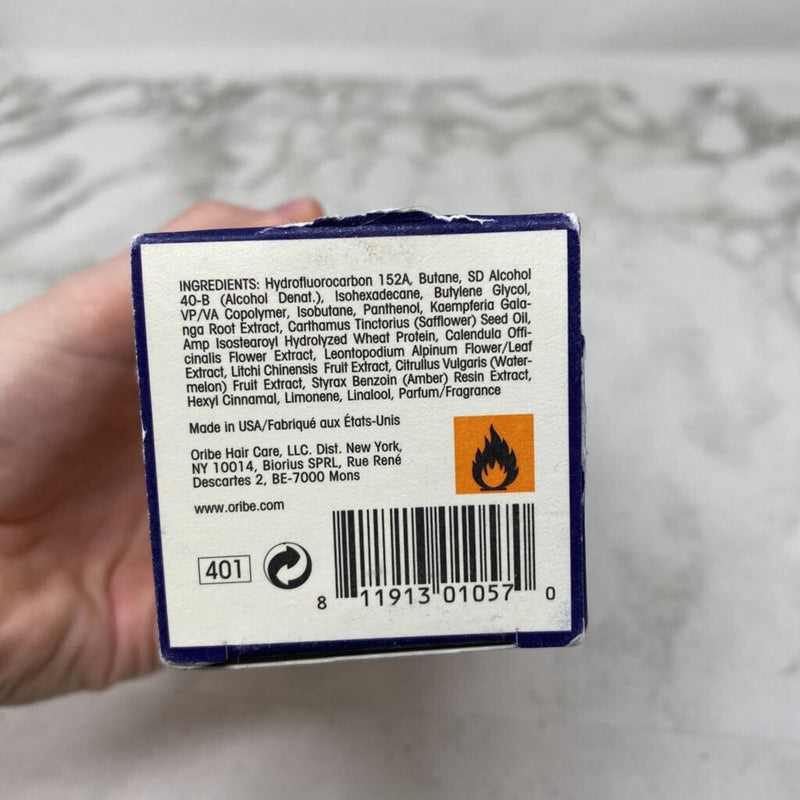 INGREDIENTS: Hydrofluorocarbon 152A, Butane, SD Alcohol
40-B (Alcohol Denat.), Isohexadecane, Butylene Glycol,
VP/VA Copolymer, Isobutane, Panthenol, Kaempferia Gala-
nga Root Extract, Carthamus Tinctorius (Safflower) Seed Oil,
Amp Isostearoyl Hydrolyzed Wheat Protein, Calendula Offi-
cinalis Flower Extract, Leontopodium Alpinum Flower/Leaf
Extract, Litchi Chinensis Fruit Extract, Citrullus Vulgaris (Water-
melon) Fruit Extract, Styrax Benzoin (Amber) Resin Extract,
Hexyl Cinnamal, Limonene, Linalool, Parfum/Fragrance
Made in USA/Fabriqué aux États-Unis
Oribe Hair Care, LLC. Dist. New York,
NY 10014, Biorius SPRL, Rue René
Descartes 2, BE-7000 Mons
www.oribe.com
401
8 11913 01057 0